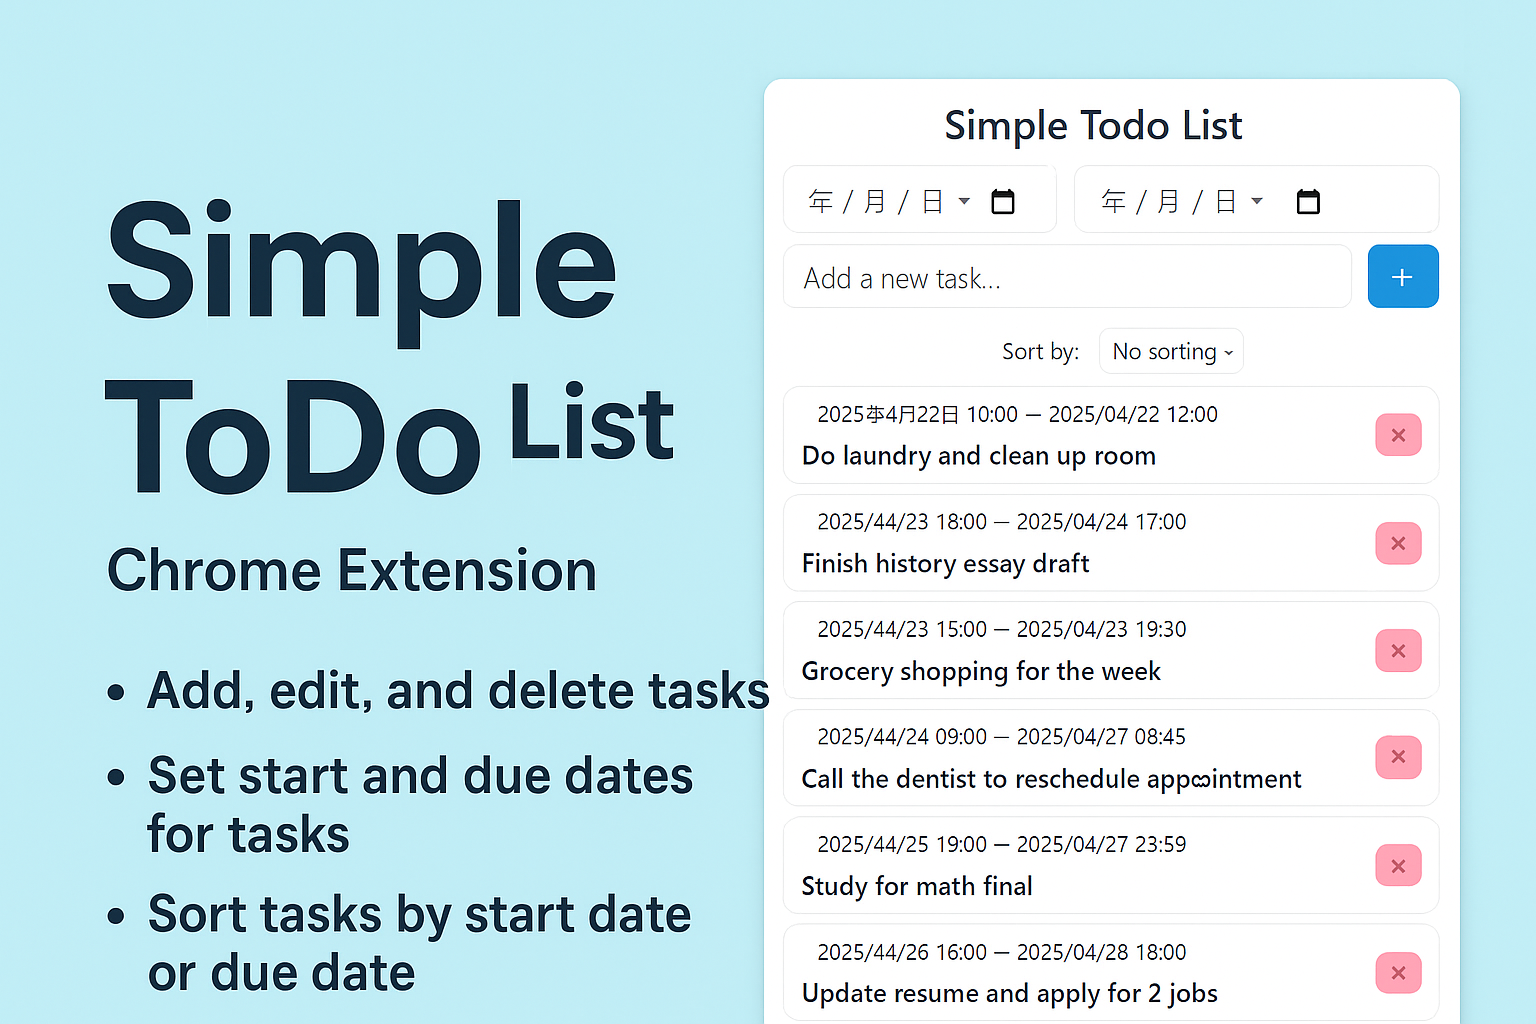 Simple
ToDo List
Chrome Extension
• Add, edit, and delete tasks
• Set start and due dates
for tasks
• Sort tasks by start date
or due date
Simple Todo List
年 / 月 / 日
年 / 月 / 日
Add a new task...
+
Sort by: No sorting
4月22日 10:00 — 2025/04/22 12:00
Do laundry and clean up room
2025/44/23 18:00 — 2025/04/24 17:00
Finish history essay draft
2025/44/23 15:00 — 2025/04/23 19:30
Grocery shopping for the week
2025/44/24 09:00 — 2025/04/27 08:45
Call the dentist to reschedule
2025/44/25 19:00 — 2025/04/27 23:59
Study for math final
2025/44/26 16:00 — 2025/04/28 18:00
Update resume and apply for 2 jobs